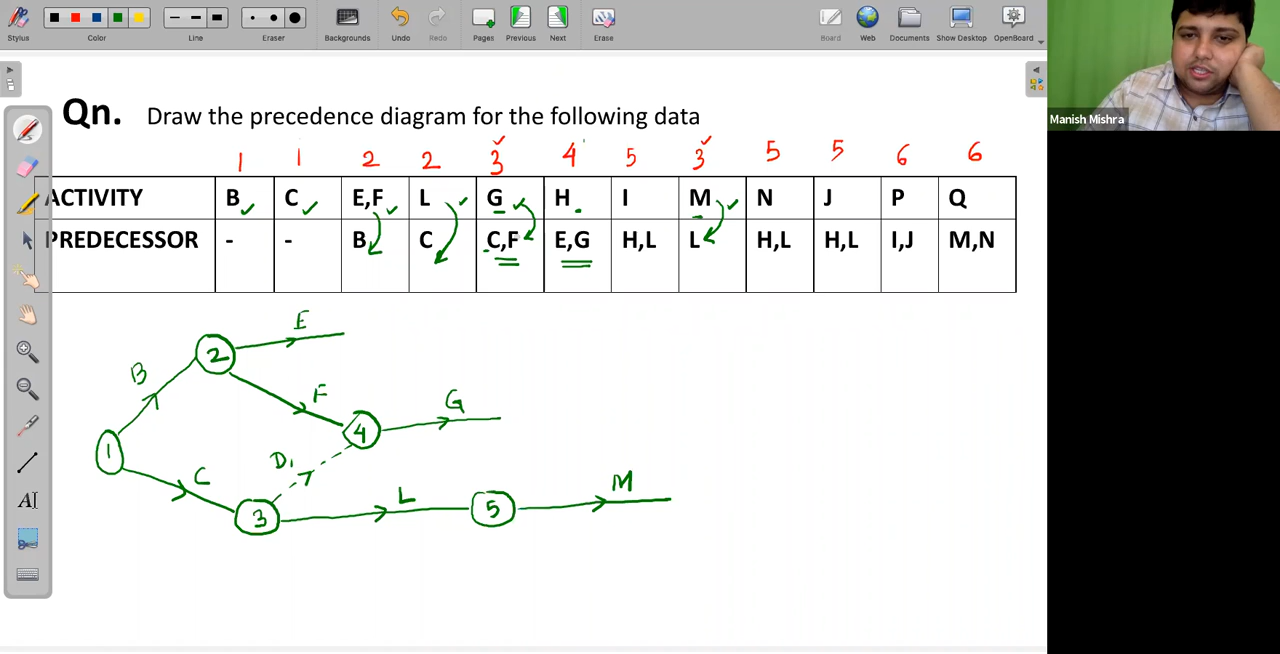 Stylus Color Line Eraser Backgrounds Undo Redo Pages Previous Next Erase Board Web Documents Show Desktop OpenBoard
Manish Mishra
Qn. Draw the precedence diagram for the following data
1 1 2 2 3 4 5 3 5 5 6 6
ACTIVITY B C E,F L G H I M N J P Q
PREDECESSOR - - B C C,F E,G H,L L H,L H,L I,J M,N
E
B 2
F
G
4
1
D1
C
M
L
3 5